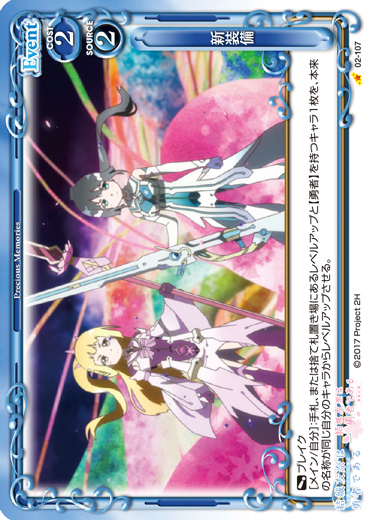 Event
COST
2
SOURCE
2
新装備
Precious Memories
ブレイク
[メイン/自分]:手札、または捨て札置き場にあるレベルアップと【勇者】を持つキャラ1枚を、本来
の名称が同じ自分のキャラからレベルアップさせる。
©2017 Project 2H
02-107